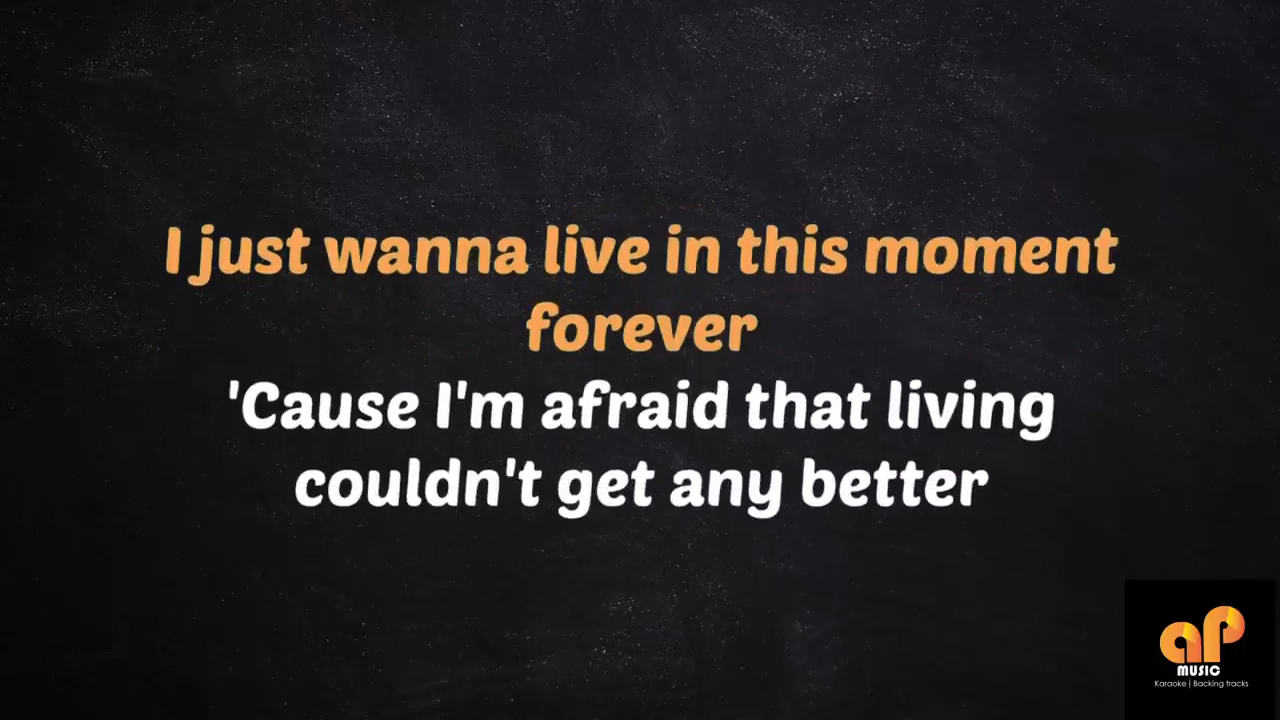 I just wanna live in this moment
forever
'Cause I'm afraid that living
couldn't get any better
aP
MUSIC
Karaoke | Backing tracks